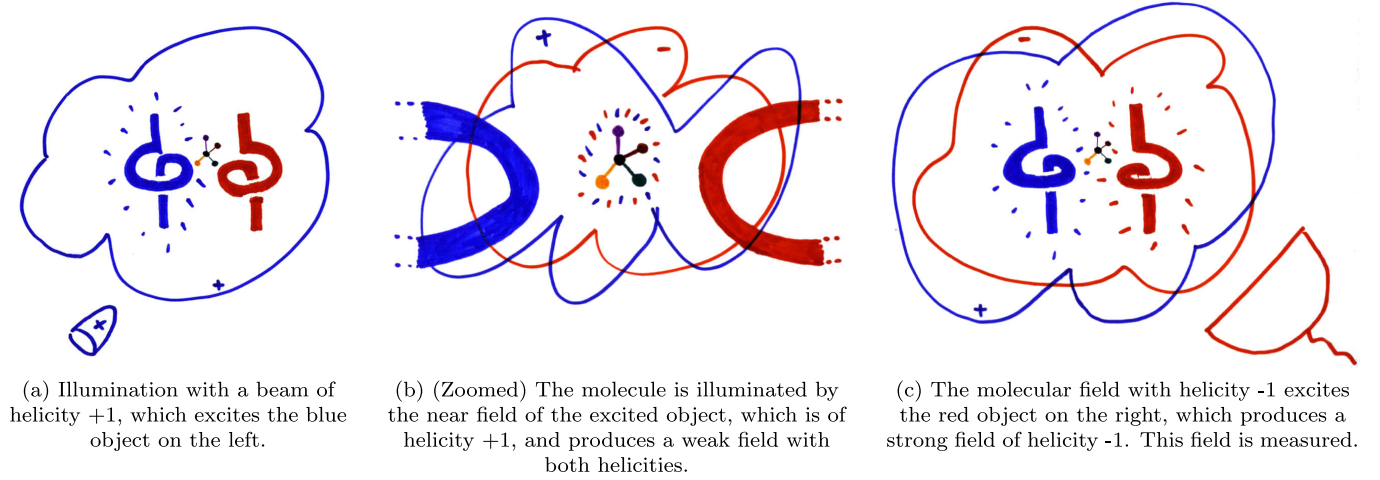 +
+
+
-
-
+
(a) Illumination with a beam of
helicity +1, which excites the blue
object on the left.
(b) (Zoomed) The molecule is illuminated by
the near field of the excited object, which is of
helicity +1, and produces a weak field with
both helicities.
(c) The molecular field with helicity -1 excites
the red object on the right, which produces a
strong field of helicity -1. This field is measured.